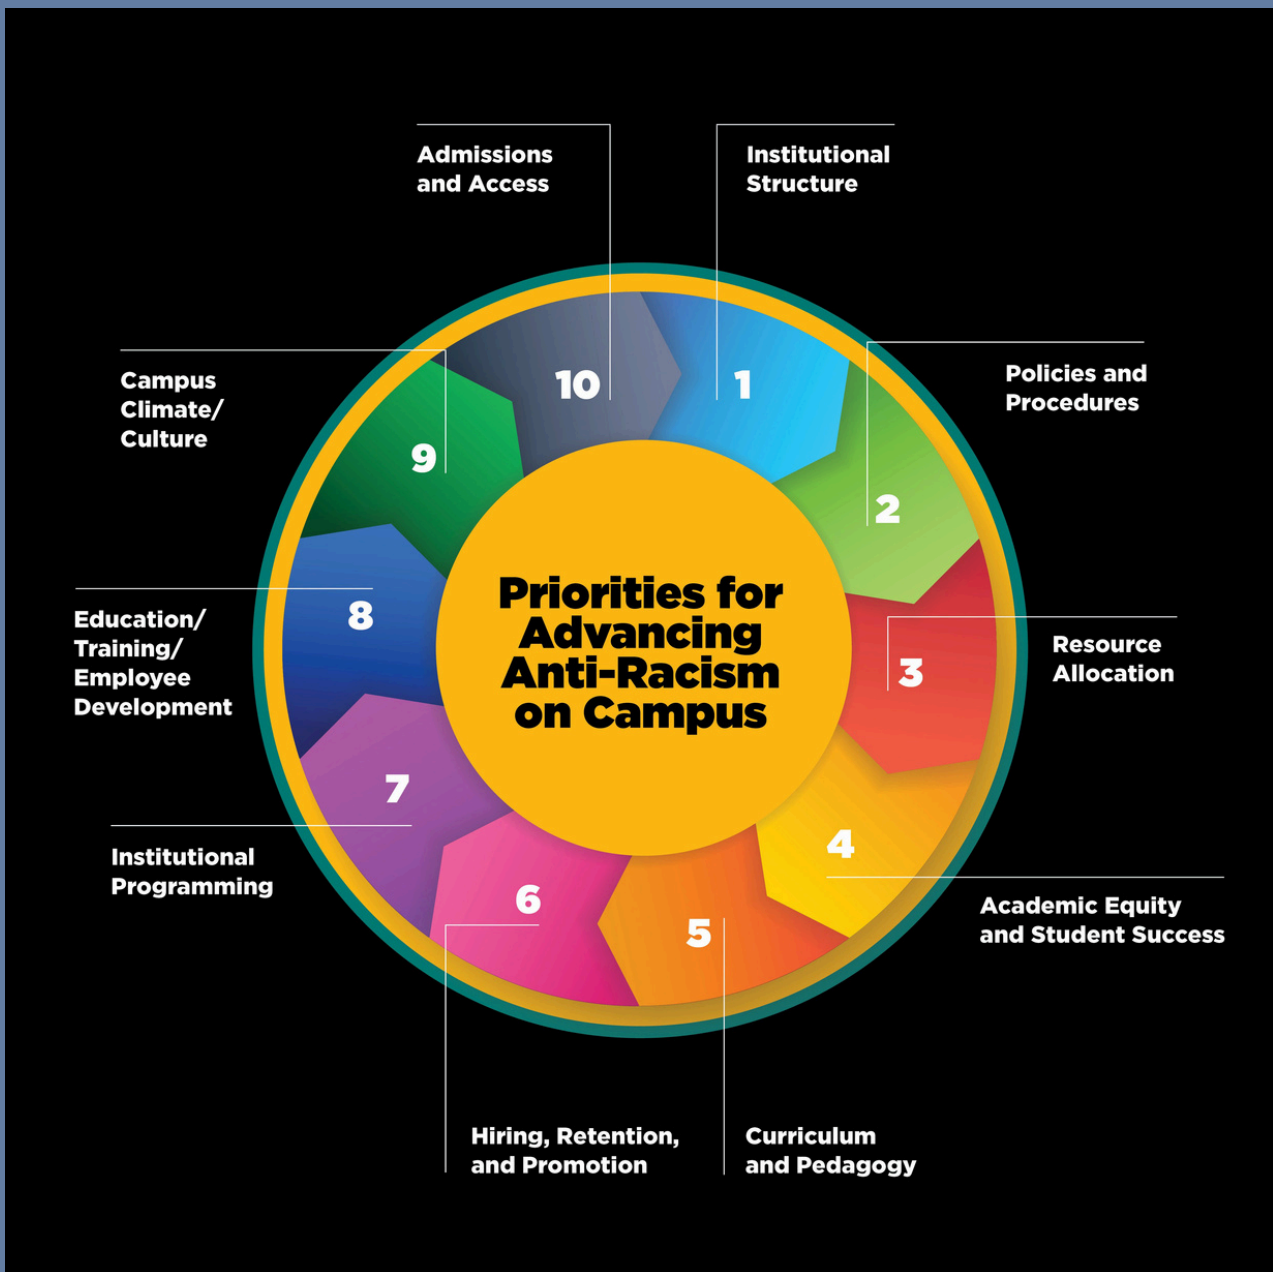 Priorities for
Advancing
Anti-Racism
on Campus
1
Institutional
Structure
2
Policies and
Procedures
3
Resource
Allocation
4
Academic Equity
and Student Success
5
Curriculum
and Pedagogy
6
Hiring, Retention,
and Promotion
7
Institutional
Programming
8
Education/
Training/
Employee
Development
9
Campus
Climate/
Culture
10
Admissions
and Access